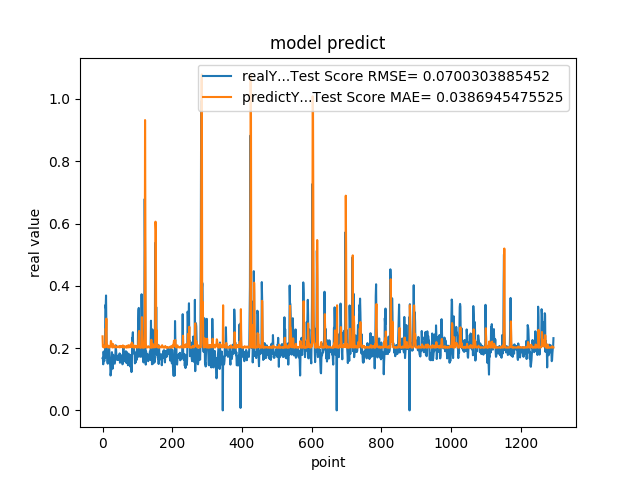 model predict
realY...Test Score RMSE= 0.0700303885452
predictY...Test Score MAE= 0.0386945475525
real value
1.0
0.8
0.6
0.4
0.2
0.0
0 200 400 600 800 1000 1200
point